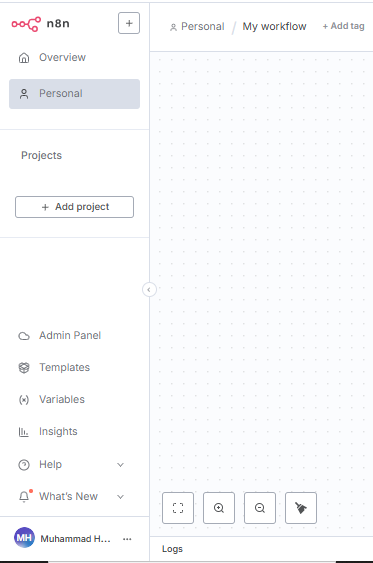 n8n
Overview
Personal
Projects
+ Add project
Admin Panel
Templates
Variables
Insights
Help
What's New
MH Muhammad H...
Personal / My workflow + Add tag
Logs